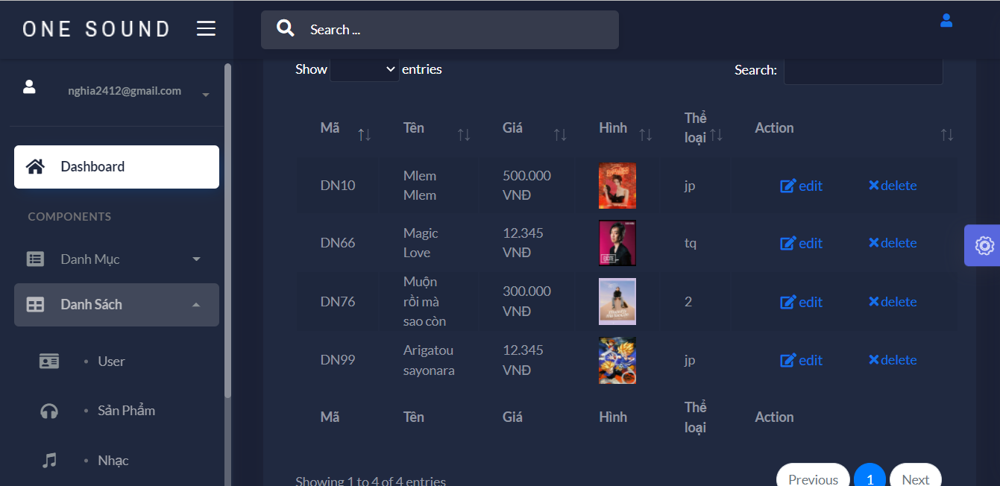 ONE SOUND
Search ...
nghia2412@gmail.com
Dashboard
COMPONENTS
Danh Mục
Danh Sách
User
Sản Phẩm
Nhạc
Show entries
Search:
Mã Tên Giá Hình Thể loại Action
DN10 Mlem Mlem 500.000 VNĐ jp edit delete
DN66 Magic Love 12.345 VNĐ tq edit delete
DN76 Muộn rồi mà sao còn 300.000 VNĐ 2 edit delete
DN99 Arigatou sayonara 12.345 VNĐ jp edit delete
Mã Tên Giá Hình Thể loại Action
Showing 1 to 4 of 4 entries
Previous 1 Next